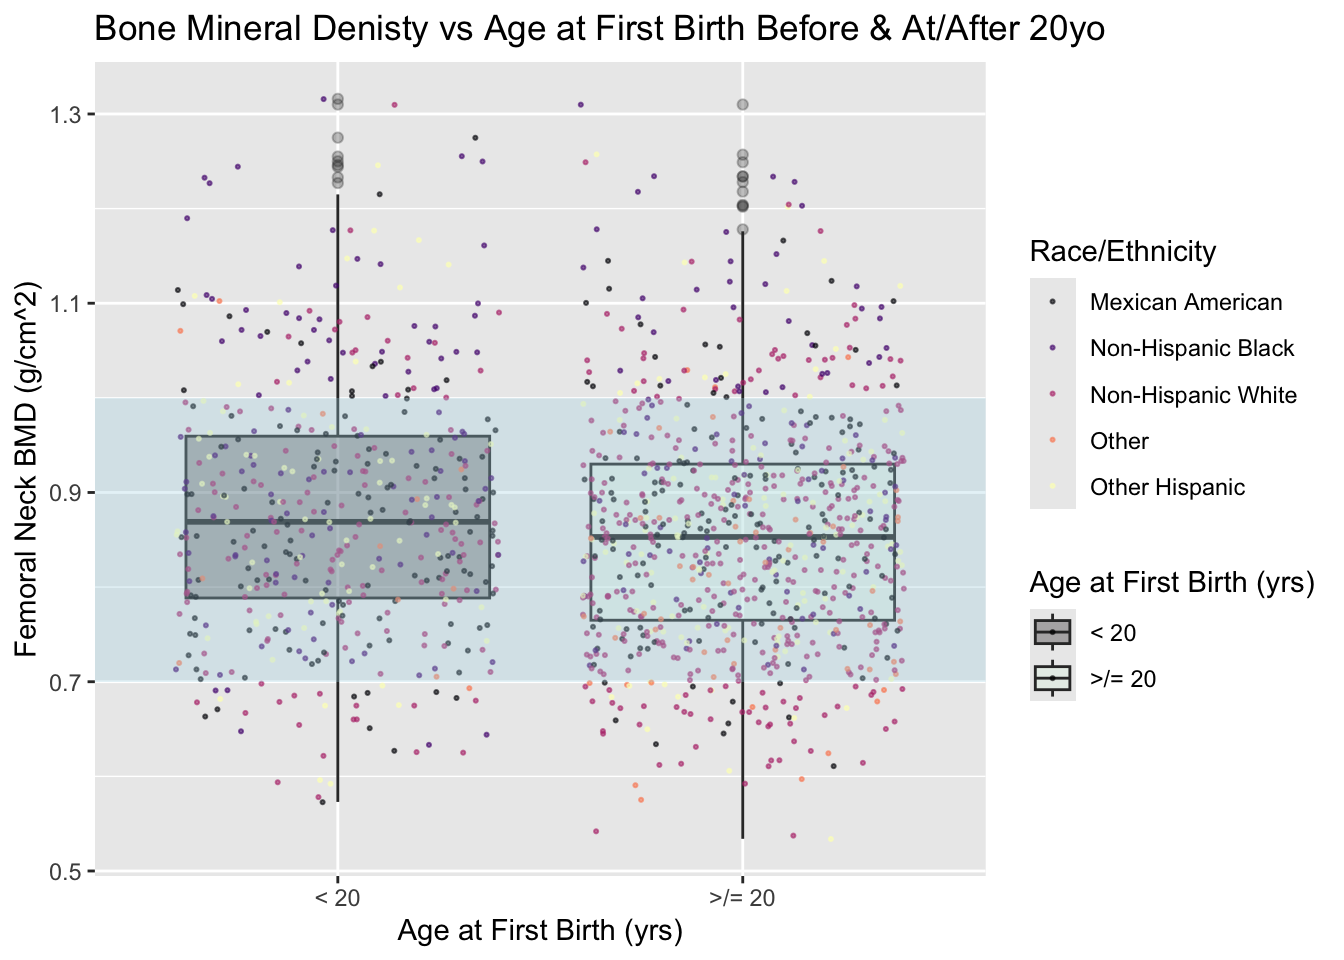 Bone Mineral Denisty vs Age at First Birth Before & At/After 20yo
Femoral Neck BMD (g/cm^2)
1.3
1.1
0.9
0.7
0.5
< 20
>/= 20
Age at First Birth (yrs)
Race/Ethnicity
Mexican American
Non-Hispanic Black
Non-Hispanic White
Other
Other Hispanic
Age at First Birth (yrs)
< 20
>/= 20